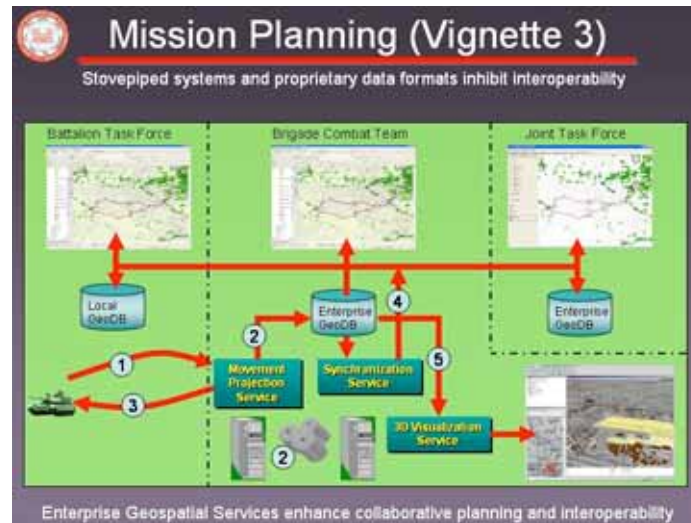 Mission Planning (Vignette 3)
Stovepiped systems and proprietary data formats inhibit interoperability
Battalion Task Force
Brigade Combat Team
Joint Task Force
Local
GeoDB
Enterprise
GeoDB
Enterprise
GeoDB
1
2
3
4
5
Movement
Projection
Service
Synchronization
Service
2
3D Visualization
Service
Enterprise Geospatial Services enhance collaborative planning and interoperability